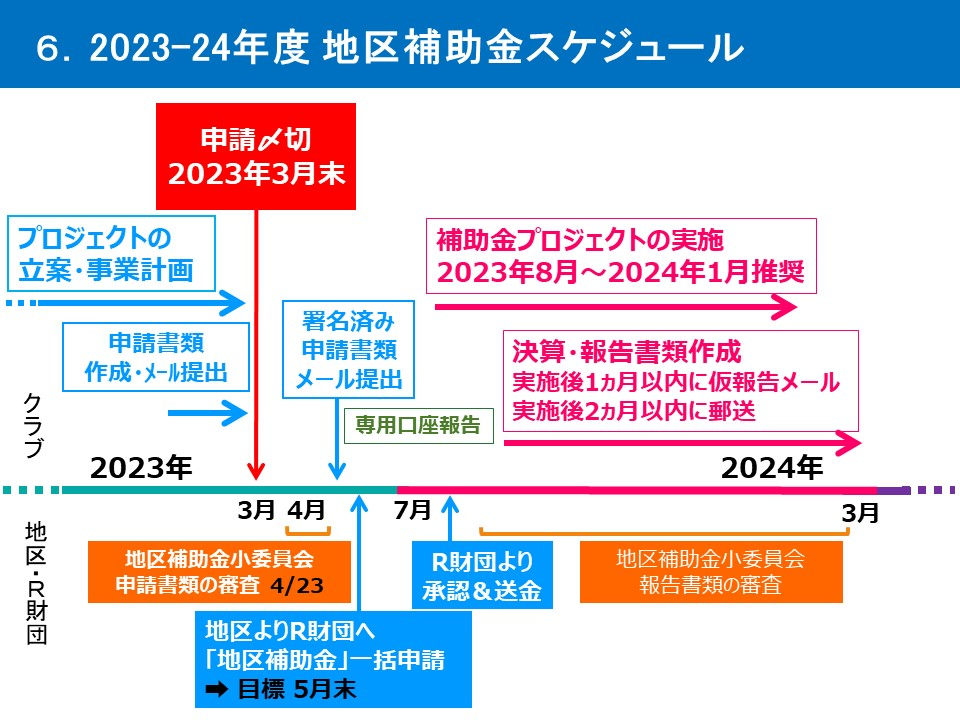 ６．2023-24年度 地区補助金スケジュール
申請〆切
2023年3月末
プロジェクトの
立案・事業計画
補助金プロジェクトの実施
2023年8月～2024年1月推奨
申請書類
作成・ﾒｰﾙ提出
署名済み
申請書類
メール提出
決算・報告書類作成
実施後1ヵ月以内に仮報告メール
実施後2ヵ月以内に郵送
専用口座報告
クラブ
2023年
2024年
3月
4月
7月
3月
地区・R財団
地区補助金小委員会
申請書類の審査 4/23
R財団より
承認＆送金
地区補助金小委員会
報告書類の審査
地区よりR財団へ
「地区補助金」一括申請
➡ 目標 5月末